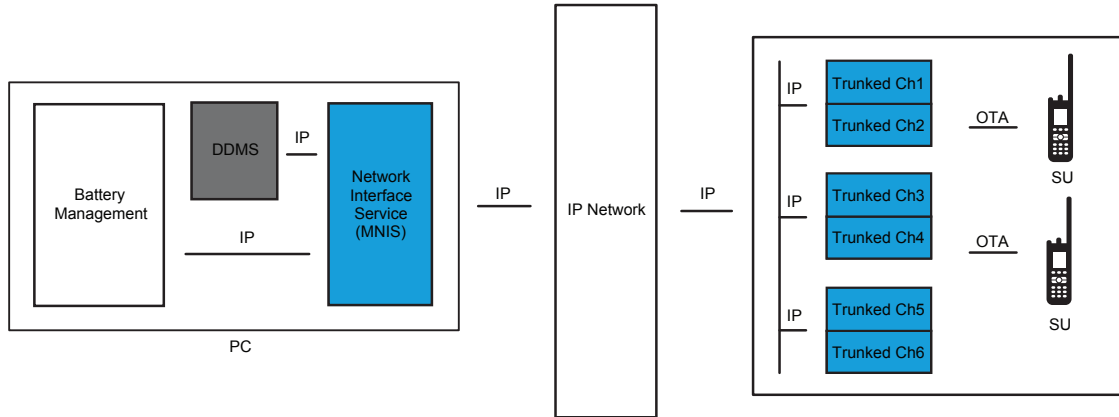 Battery
Management
DDMS
IP
Network
Interface
Service
(MNIS)
IP
PC
IP
IP Network
IP
IP
Trunked Ch1
Trunked Ch2
OTA
SU
IP
Trunked Ch3
Trunked Ch4
OTA
SU
IP
Trunked Ch5
Trunked Ch6